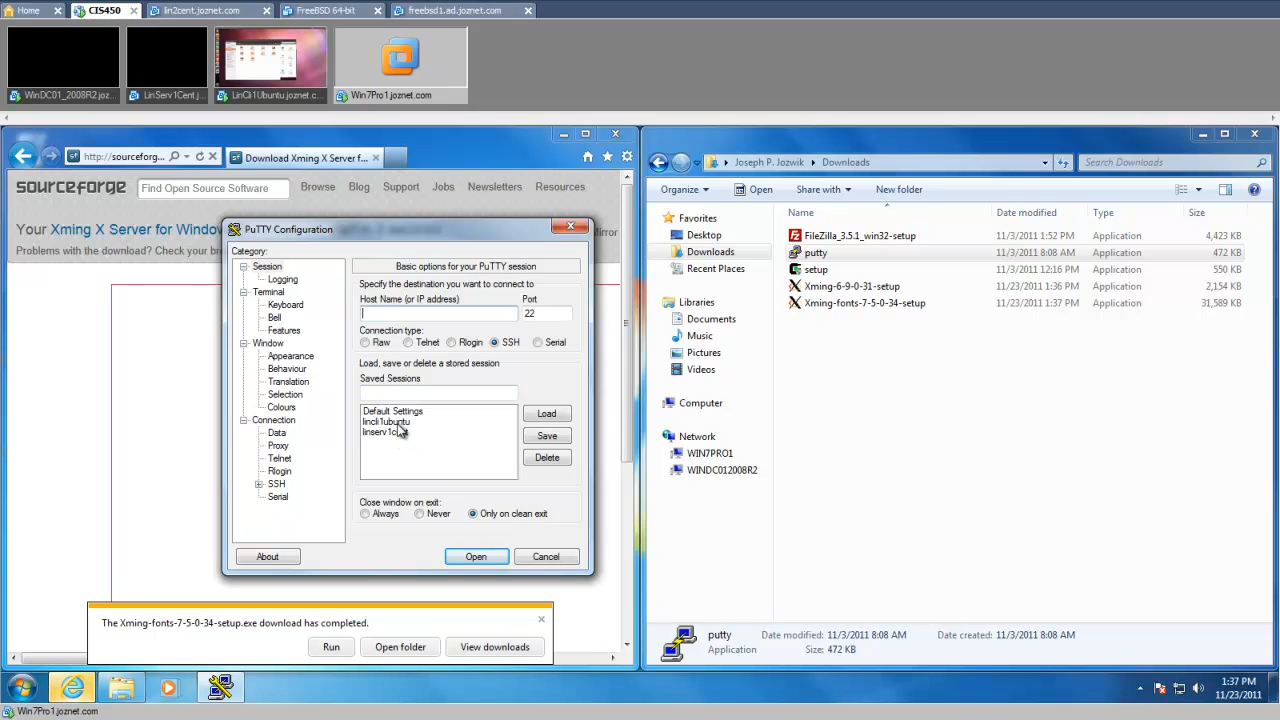 Home
CIS450
lin2cent.joznet.com
FreeBSD 64-bit
freebsd1.ad.joznet.com
WinDC01_2008R2.joz...
LinServ1Cent.joz...
LinCli1Ubuntu.joznet.c...
Win7Pro1.joznet.com
http://sourceforg...
Download Xming X Server f...
sourceforge
Find Open Source Software
Browse
Blog
Support
Jobs
Newsletters
Resources
Your Xming X Server for Window
Problems with the download?
Mirror
PuTTY Configuration
Category:
Session
Logging
Terminal
Keyboard
Bell
Features
Window
Appearance
Behaviour
Translation
Selection
Colours
Connection
Data
Proxy
Telnet
Rlogin
SSH
Serial
Basic options for your PuTTY session
Specify the destination you want to connect to
Host Name (or IP address)
Port
22
Connection type:
Raw
Telnet
Rlogin
SSH
Serial
Load, save or delete a stored session
Saved Sessions
Default Settings
lincli1ubuntu
Load
Save
Delete
Close window on exit:
Always
Never
Only on clean exit
About
Open
Cancel
The Xming-fonts-7-5-0-34-setup.exe download has completed.
Run
Open folder
View downloads
Joseph P. Jozwik
Downloads
Search Downloads
Organize
Open
Share with
New folder
Favorites
Desktop
Downloads
Recent Places
Libraries
Documents
Music
Pictures
Videos
Computer
Network
WIN7PRO1
WINDC012008R2
Name Date modified Type Size
FileZilla_3.5.1_win32-setup 11/3/2011 1:52 PM Application 4,423 KB
putty 11/3/2011 8:08 AM Application 472 KB
setup 11/3/2011 12:16 PM Application 550 KB
Xming-6-9-0-31-setup 11/23/2011 1:36 PM Application 2,154 KB
Xming-fonts-7-5-0-34-setup 11/23/2011 1:37 PM Application 31,589 KB
putty Date modified: 11/3/2011 8:08 AM Date created: 11/3/2011 8:08 AM
Application Size: 472 KB
1:37 PM
11/23/2011
Win7Pro1.joznet.com